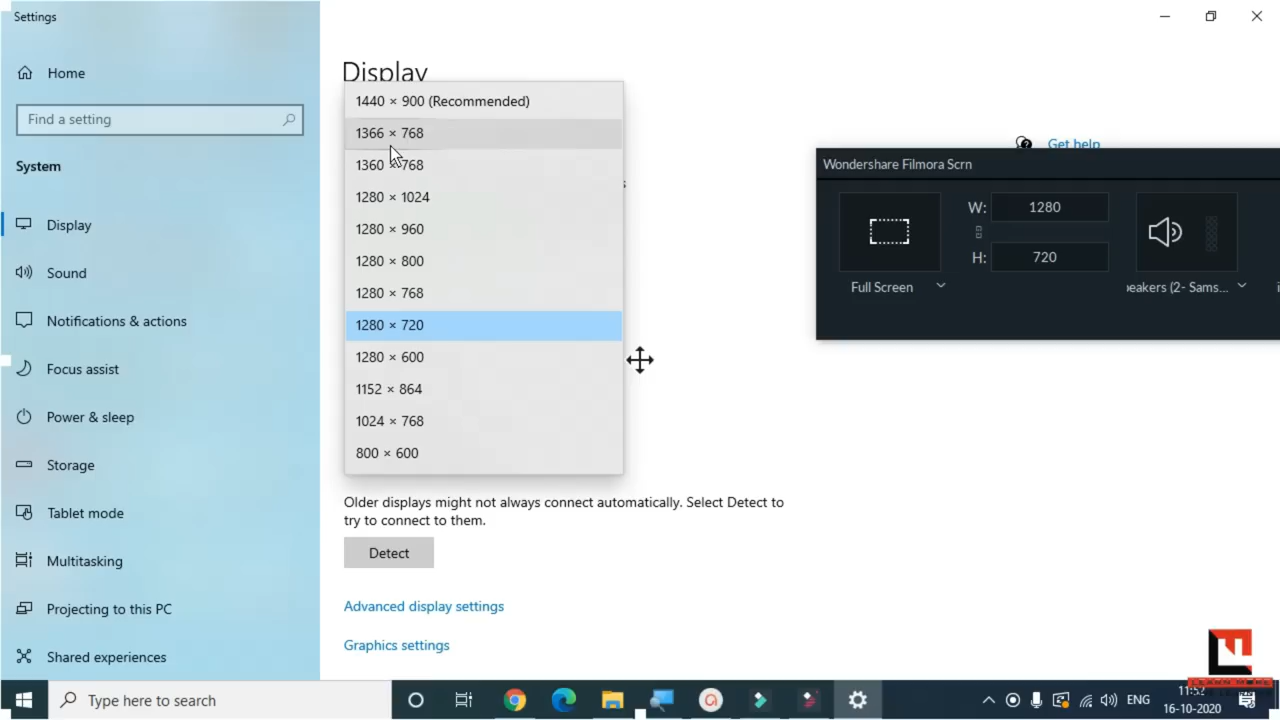 Settings
Home
Find a setting
System
Display
Sound
Notifications & actions
Focus assist
Power & sleep
Storage
Tablet mode
Multitasking
Projecting to this PC
Shared experiences
Display
1440 × 900 (Recommended)
1366 × 768
1360 × 768
1280 × 1024
1280 × 960
1280 × 800
1280 × 768
1280 × 720
1280 × 600
1152 × 864
1024 × 768
800 × 600
Older displays might not always connect automatically. Select Detect to
try to connect to them.
Detect
Advanced display settings
Graphics settings
Get help
Wondershare Filmora Scrn
W: 1280
H: 720
Full Screen
eakers (2- Sams...
LEARN MORE
Type here to search
ENG
16-10-2020